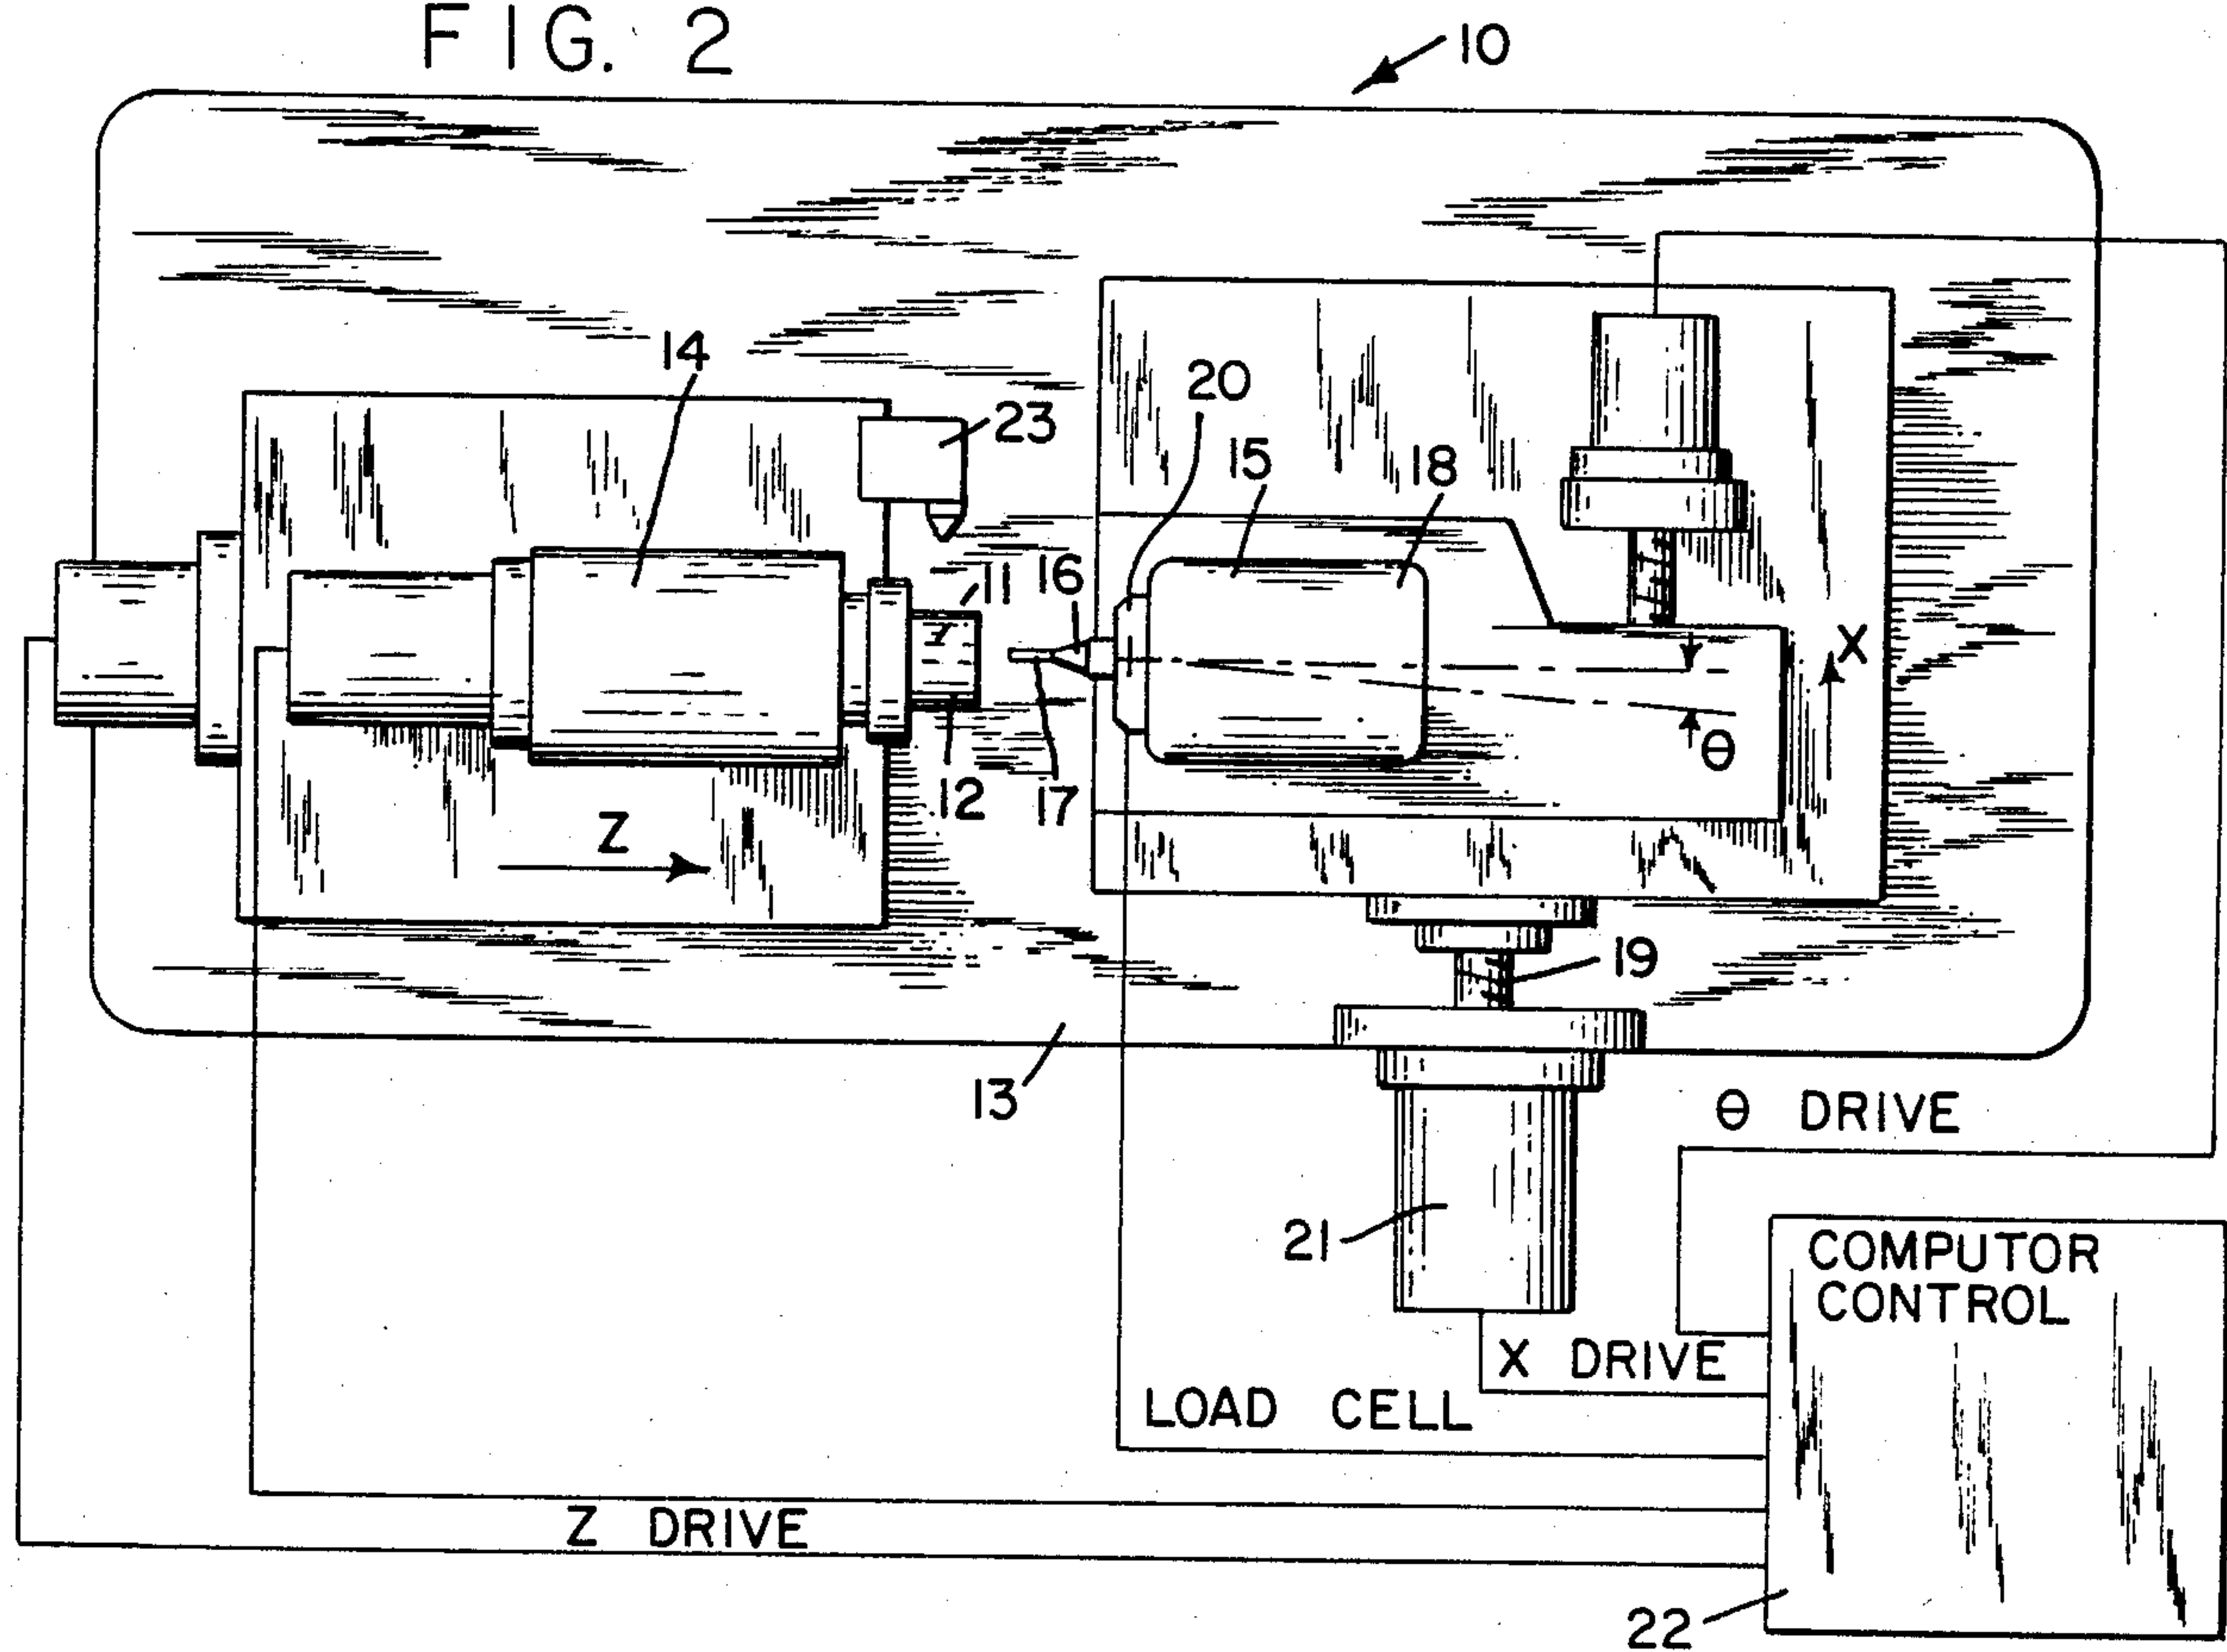 FIG. 2
10
14
20
23
15
18
16
11
X
θ
12
17
Z
19
13
θ DRIVE
21
COMPUTOR
CONTROL
X DRIVE
LOAD CELL
Z DRIVE
22